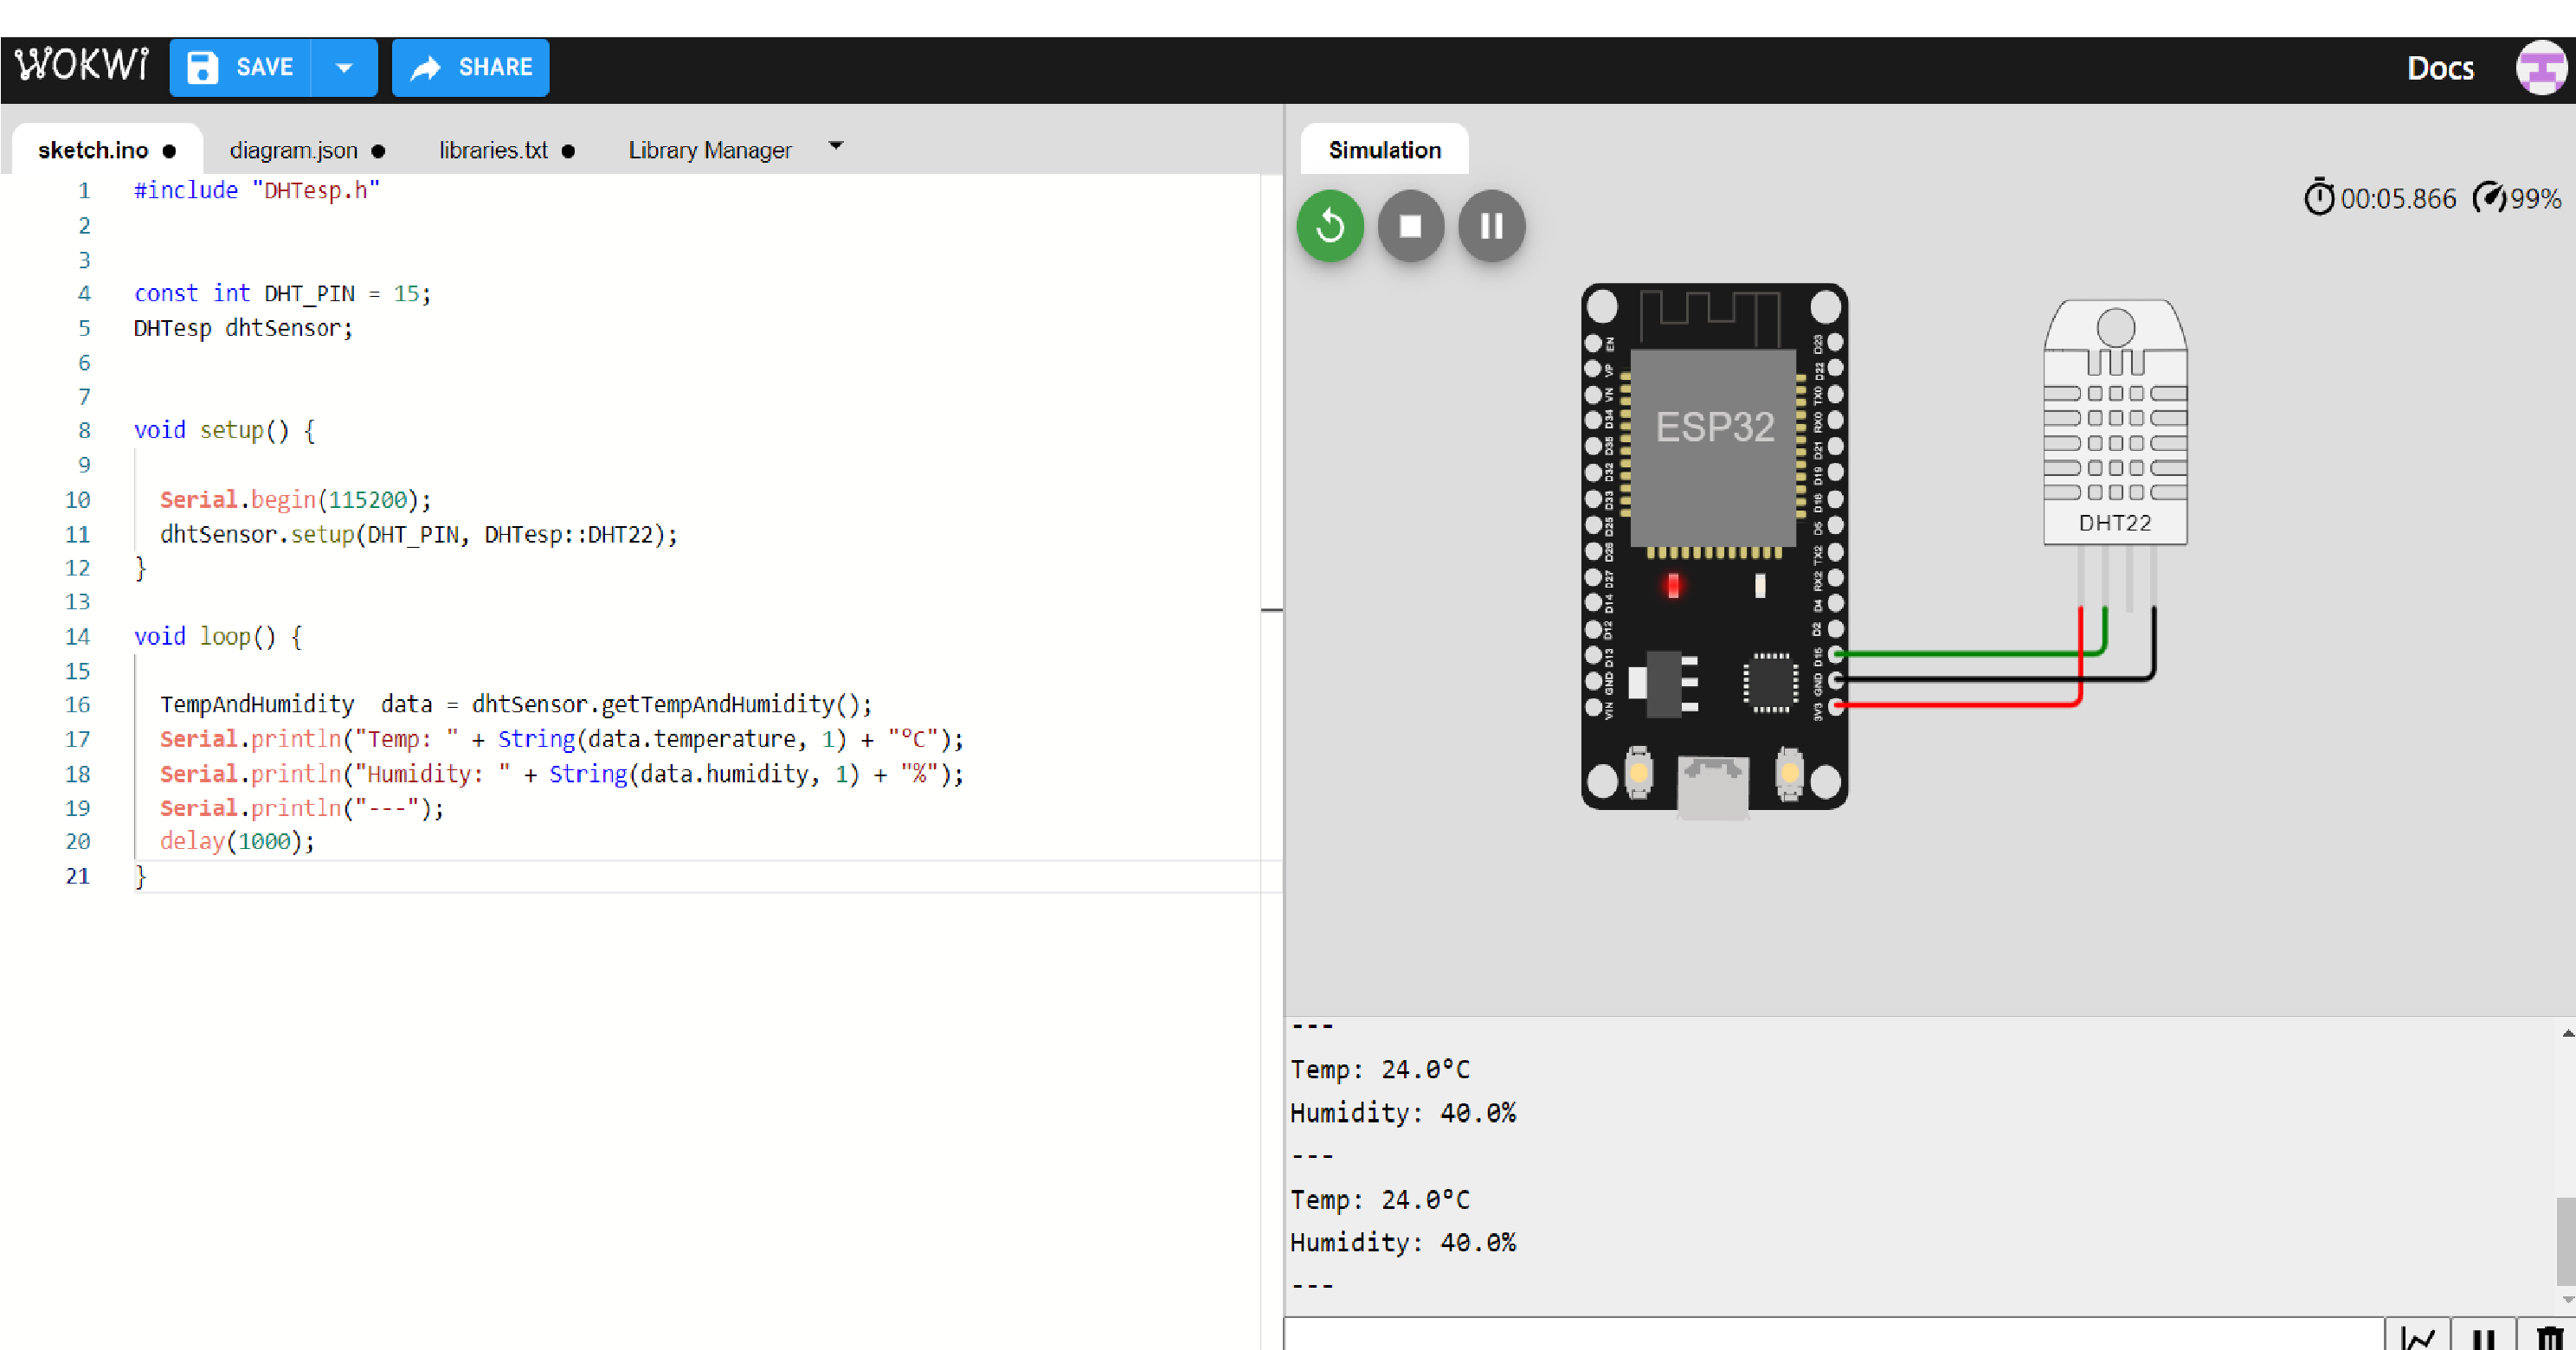 WOKWi SAVE SHARE Docs
sketch.ino ● diagram.json ● libraries.txt ● Library Manager
1 #include "DHTesp.h"
2
3
4 const int DHT_PIN = 15;
5 DHTesp dhtSensor;
6
7
8 void setup() {
9
10 Serial.begin(115200);
11 dhtSensor.setup(DHT_PIN, DHTesp::DHT22);
12 }
13
14 void loop() {
15
16 TempAndHumidity  data = dhtSensor.getTempAndHumidity();
17 Serial.println("Temp: " + String(data.temperature, 1) + "°C");
18 Serial.println("Humidity: " + String(data.humidity, 1) + "%");
19 Serial.println("---");
20 delay(1000);
21 }
Simulation
00:05.866 99%
ESP32
EN
VP
VN
D34
D35
D32
D33
D25
D26
D27
D14
D12
D13
GND
VIN
D23
D22
TX0
RX0
D21
D19
D18
D5
TX2
RX2
D4
D2
D15
GND
3V3
DHT22
---
Temp: 24.0°C
Humidity: 40.0%
---
Temp: 24.0°C
Humidity: 40.0%
---